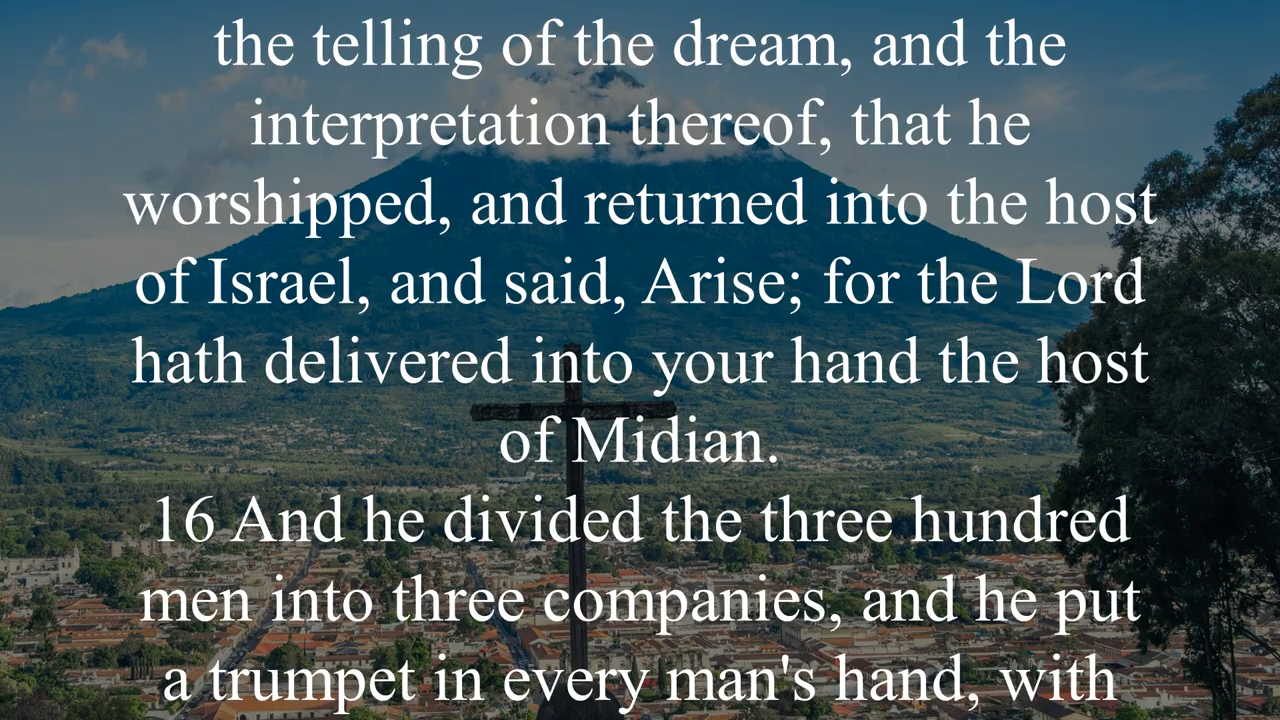 the telling of the dream, and the
interpretation thereof, that he
worshipped, and returned into the host
of Israel, and said, Arise; for the Lord
hath delivered into your hand the host
of Midian.
16 And he divided the three hundred
men into three companies, and he put
a trumpet in every man's hand, with